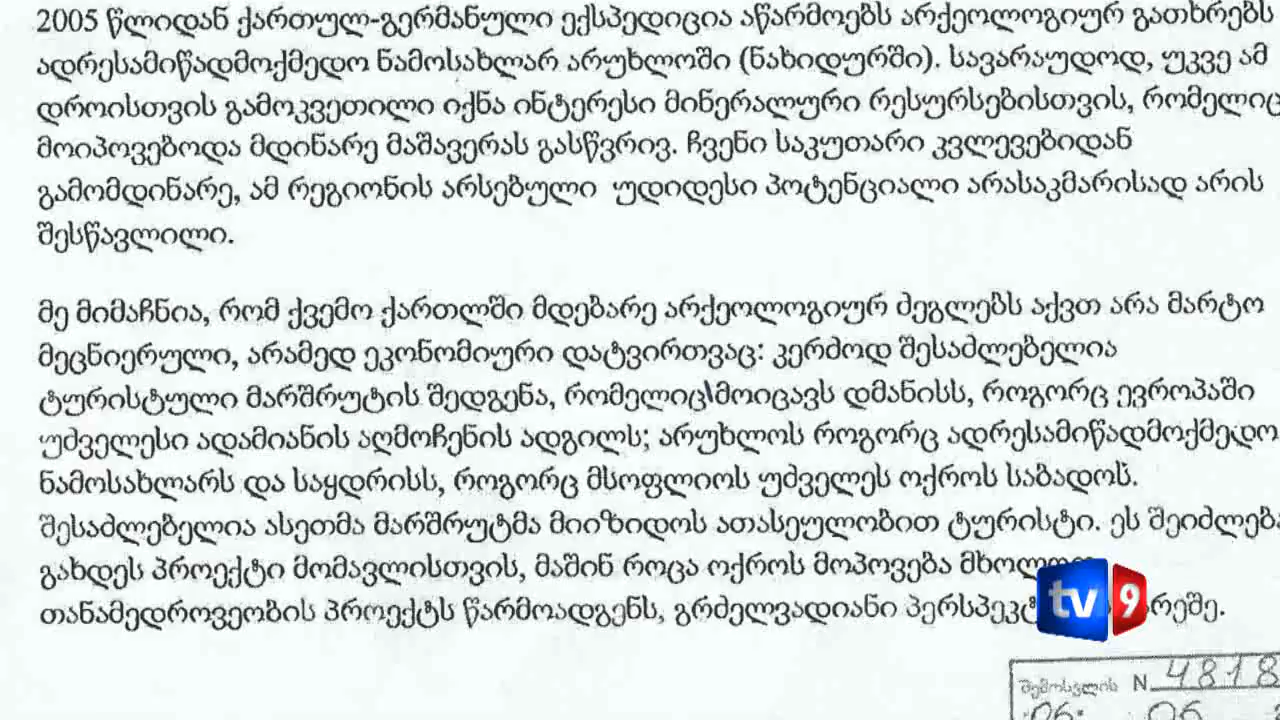 2005 წლიდან ქართულ-გერმანული ექსპედიცია აწარმოებს არქეოლოგიურ გათხრებს
ადრესამიწადმოქმედო ნამოსახლარ არუხლოში (ნახიდურში). სავარაუდოდ, უკვე ამ
დროისთვის გამოკვეთილი იქნა ინტერესი მინერალური რესურსებისთვის, რომელიც
მოიპოვებოდა მდინარე მაშავერას გასწვრივ. ჩვენი საკუთარი კვლევებიდან
გამომდინარე, ამ რეგიონის არსებული უდიდესი პოტენციალი არასაკმარისად არის
შესწავლილი.
მე მიმაჩნია, რომ ქვემო ქართლში მდებარე არქეოლოგიურ ძეგლებს აქვთ არა მარტო
მეცნიერული, არამედ ეკონომიური დატვირთვაც: კერძოდ შესაძლებელია
ტურისტული მარშრუტის შედგენა, რომელიც მოიცავს დმანისს, როგორც ევროპაში
უძველესი ადამიანის აღმოჩენის ადგილს; არუხლოს როგორც ადრესამიწადმოქმედო
ნამოსახლარს და საყდრისს, როგორც მსოფლიოს უძველეს ოქროს საბადოს.
შესაძლებელია ასეთმა მარშრუტმა მიიზიდოს ათასეულობით ტურისტი. ეს
გახდეს პროექტი მომავლისთვის, მაშინ როცა ოქროს მოპოვება
თანამედროვეობის პროექტს წარმოადგენს, გრძელვადიანი
tv 9
შემოსვლის N 4818
06 06